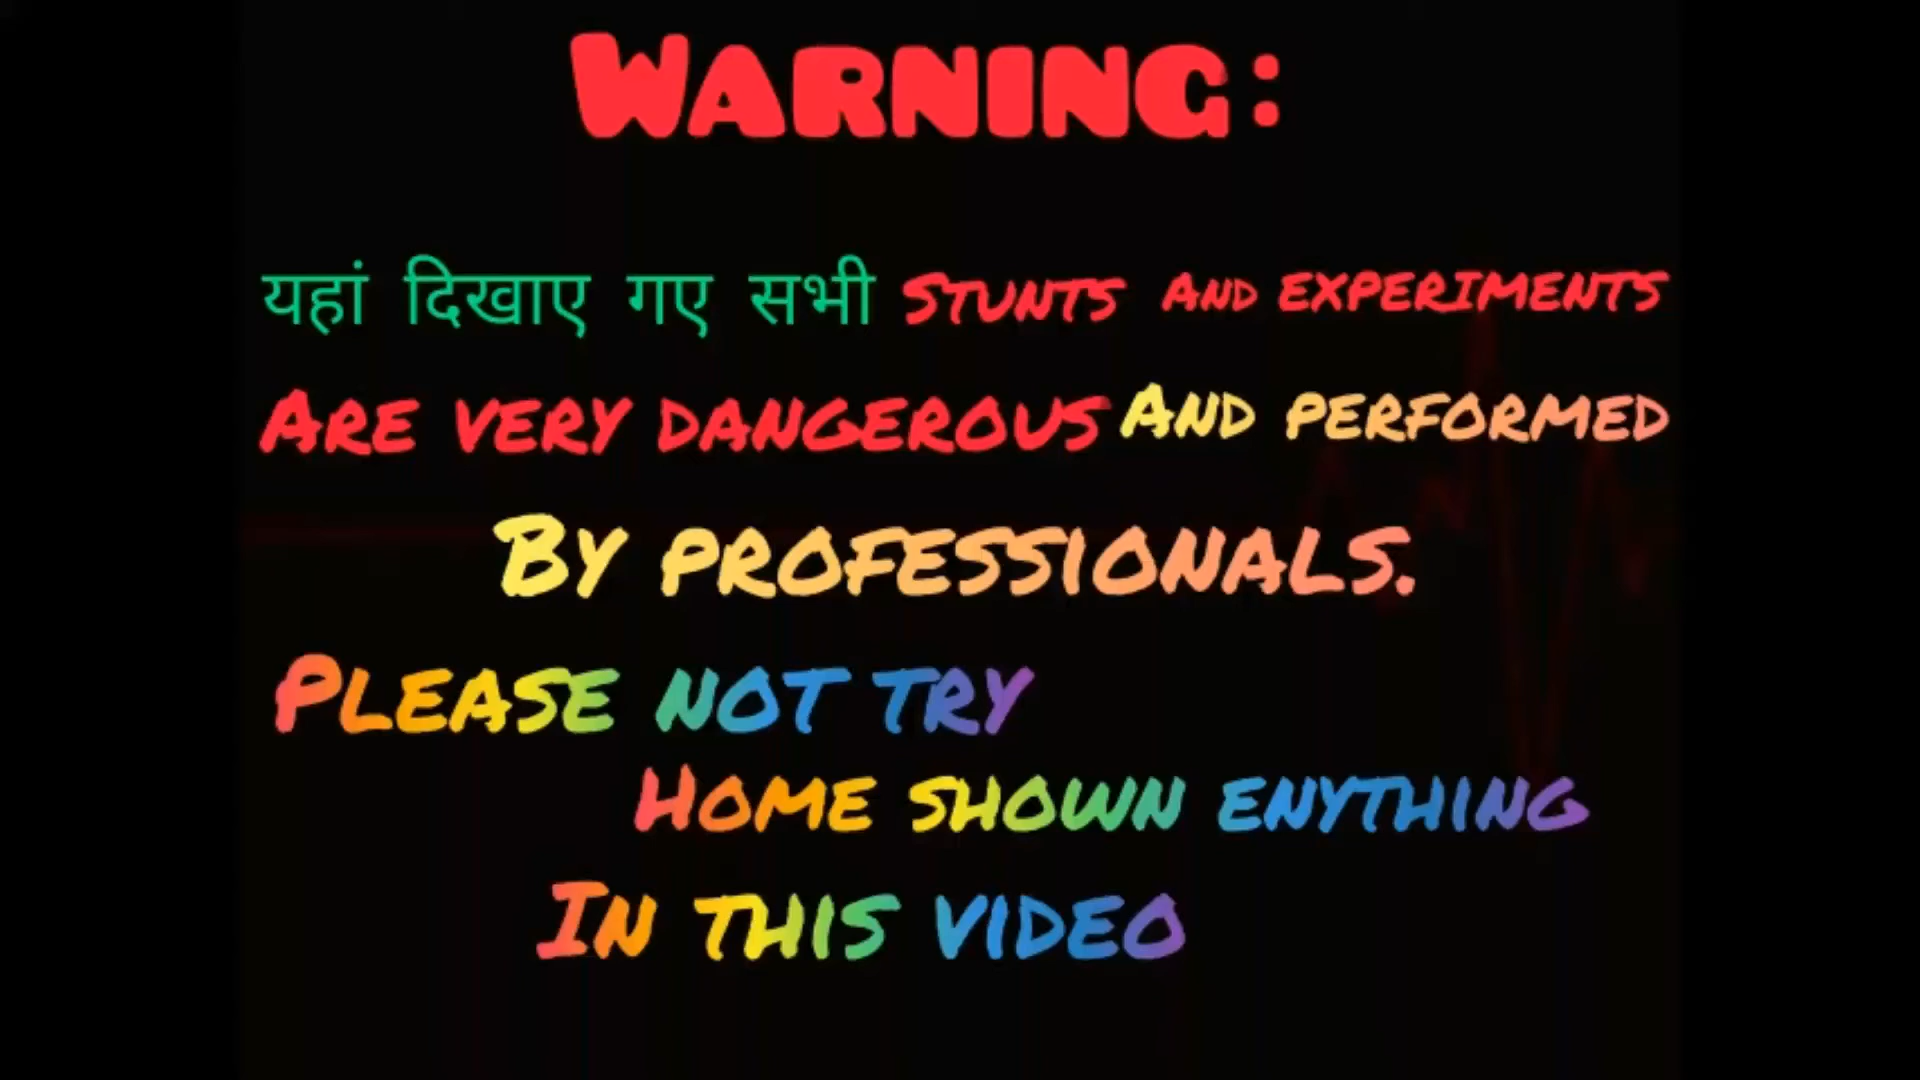 WARNING:
यहां दिखाए गए सभी STUNTS AND EXPERIMENTS
ARE VERY DANGEROUS AND PERFORMED
BY PROFESSIONALS.
PLEASE NOT TRY
HOME SHOWN ENYTHING
IN THIS VIDEO